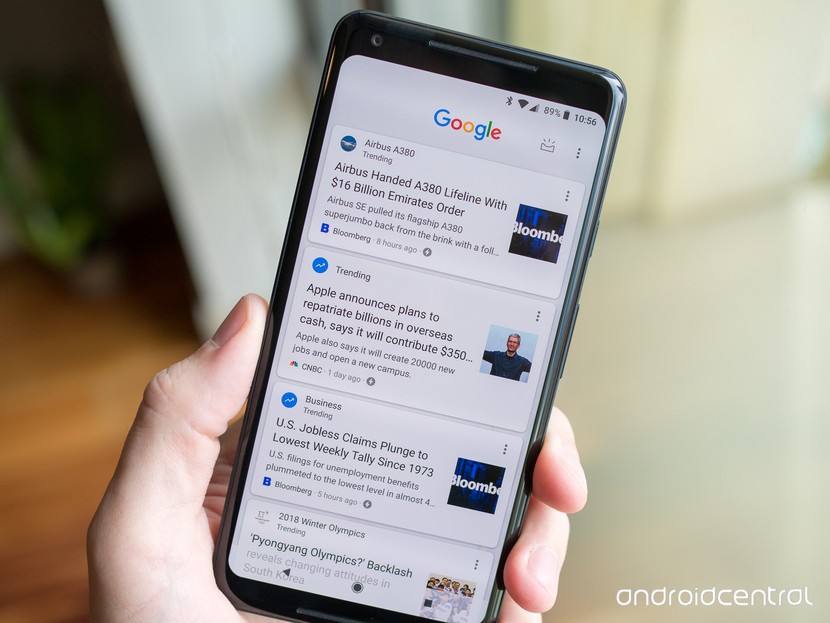 89% 10:56
Google
Airbus A380
Trending
Airbus Handed A380 Lifeline With
$16 Billion Emirates Order
Airbus SE pulled its flagship A380
superjumbo back from the brink with a foll...
B Bloomberg · 8 hours ago
Bloombe
Trending
Apple announces plans to
repatriate billions in overseas
cash, says it will contribute $350...
Apple also says it will create 20000 new
jobs and open a new campus.
CNBC · 1 day ago
Business
Trending
U.S. Jobless Claims Plunge to
Lowest Weekly Tally Since 1973
U.S. filings for unemployment benefits
plummeted to the lowest level in almost 4...
B Bloomberg · 5 hours ago
Bloombe
2018 Winter Olympics
Trending
'Pyongyang Olympics?' Backlash
reveals changing attitudes in
South Korea
androidcentral